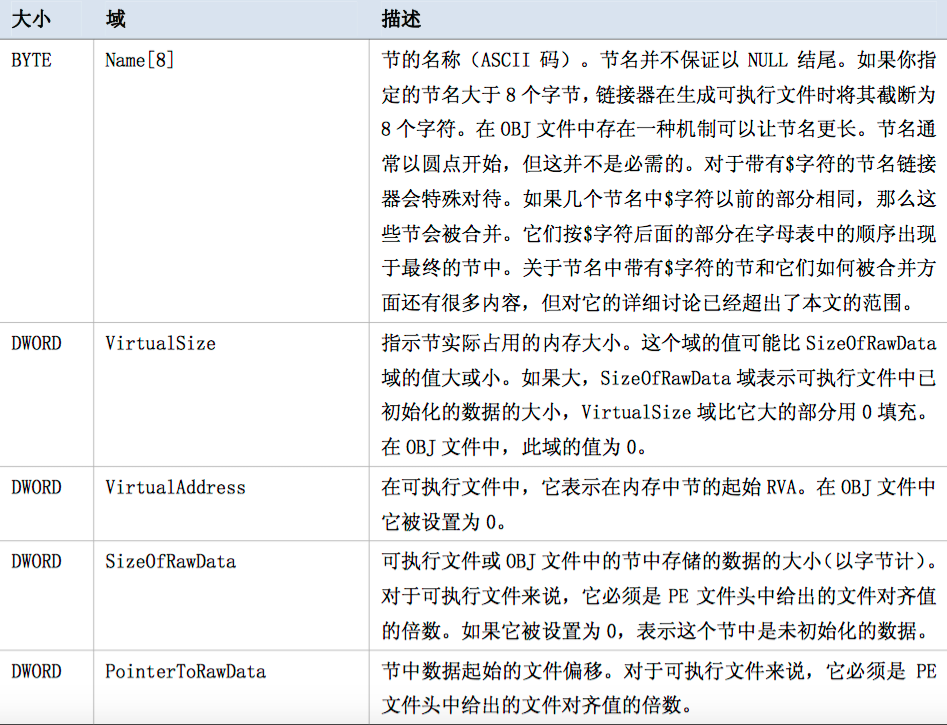 大小 域 描述
BYTE Name[8] 节的名称（ASCII 码）。节名并不保证以 NULL 结尾。如果你指
定的节名大于 8 个字节，链接器在生成可执行文件时将其截断为
8 个字符。在 OBJ 文件中存在一种机制可以让节名更长。节名通
常以圆点开始，但这并不是必需的。对于带有$字符的节名链接
器会特殊对待。如果几个节名中$字符以前的部分相同，那么这
些节会被合并。它们按$字符后面的部分在字母表中的顺序出现
于最终的节中。关于节名中带有$字符的节和它们如何被合并方
面还有很多内容，但对它的详细讨论已经超出了本文的范围。
DWORD VirtualSize 指示节实际占用的内存大小。这个域的值可能比 SizeOfRawData
域的值大或小。如果大，SizeOfRawData 域表示可执行文件中已
初始化的数据的大小，VirtualSize 域比它大的部分用 0 填充。
在 OBJ 文件中，此域的值为 0。
DWORD VirtualAddress 在可执行文件中，它表示在内存中节的起始 RVA。在 OBJ 文件中
它被设置为 0。
DWORD SizeOfRawData 可执行文件或 OBJ 文件中的节中存储的数据的大小（以字节计）。
对于可执行文件来说，它必须是 PE 文件头中给出的文件对齐值
的倍数。如果它被设置为 0，表示这个节中是未初始化的数据。
DWORD PointerToRawData 节中数据起始的文件偏移。对于可执行文件来说，它必须是 PE
文件头中给出的文件对齐值的倍数。